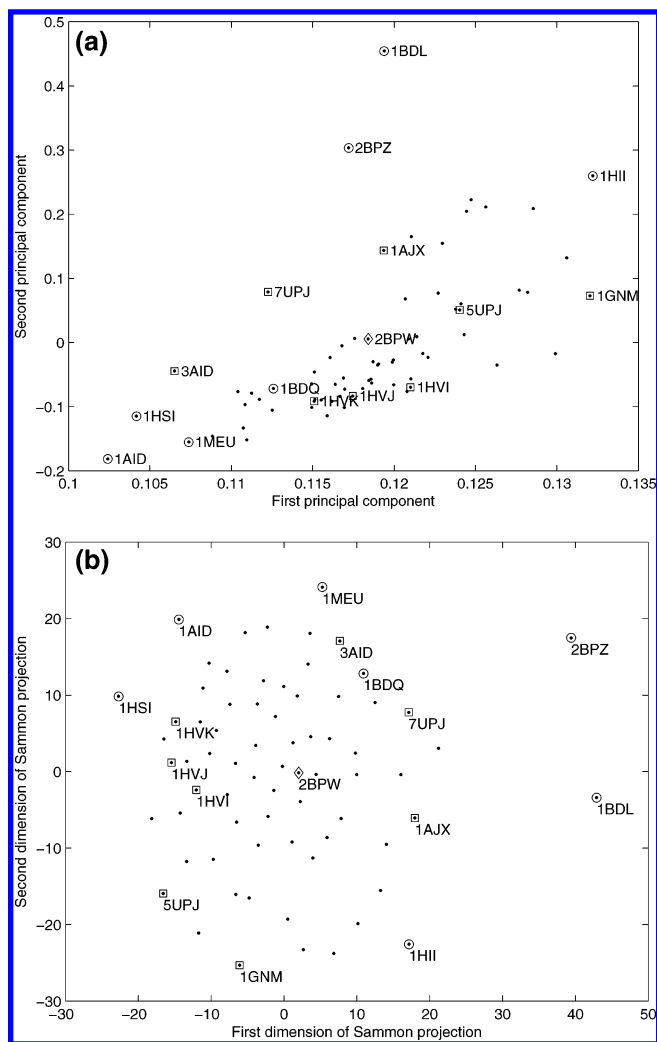 (a)
0.5
0.4
0.3
0.2
0.1
0
−0.1
−0.2
Second principal component
1BDL
2BPZ
1HII
1AJX
7UPJ
1GNM
5UPJ
2BPW
3AID
1BDQ
1HVI
1HVJ
1HVK
1HSI
1MEU
1AID
0.1 0.105 0.11 0.115 0.12 0.125 0.13 0.135
First principal component
(b)
30
20
10
0
−10
−20
−30
Second dimension of Sammon projection
1MEU
1AID
3AID
2BPZ
1BDQ
1HSI
7UPJ
1HVK
1HVJ
2BPW
1HVI
1BDL
1AJX
5UPJ
1HII
1GNM
−30 −20 −10 0 10 20 30 40 50
First dimension of Sammon projection